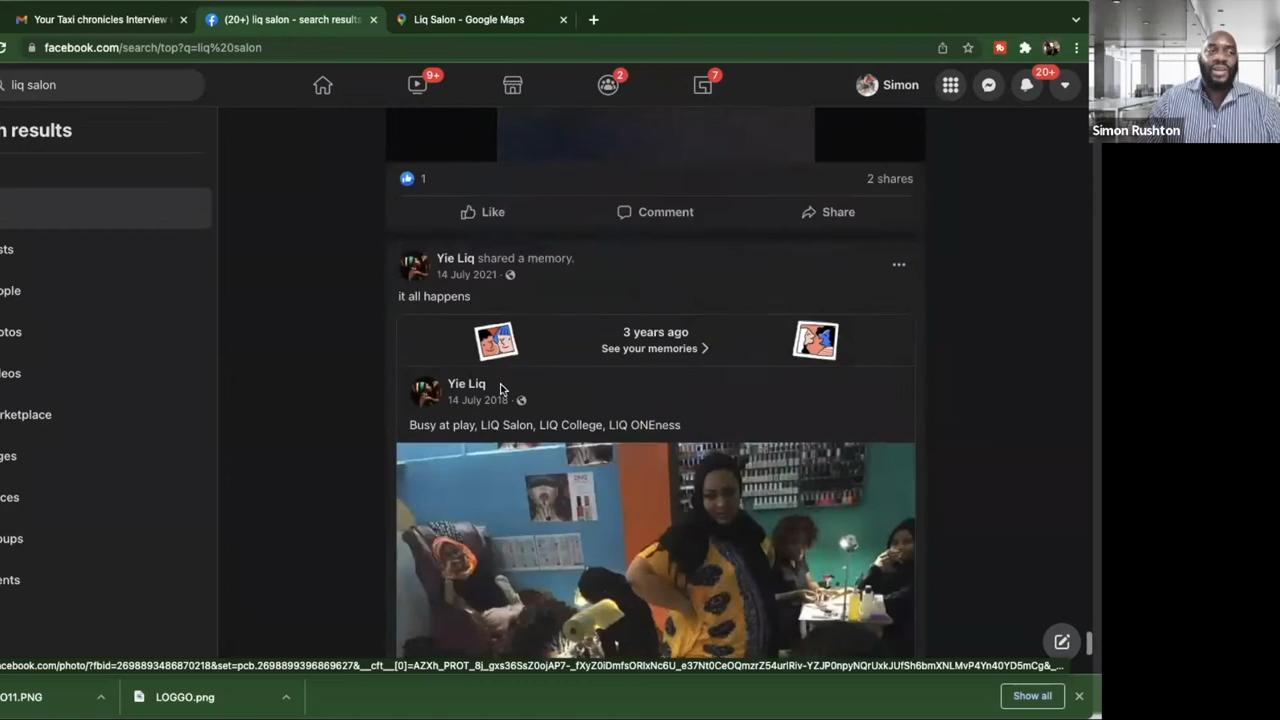 Your Taxi chronicles Interview
(20+) liq salon - search results
Liq Salon - Google Maps
facebook.com/search/top?q=liq%20salon
liq salon
9+
2
7
Simon
20+
Simon Rushton
h results
1
2 shares
Like
Comment
Share
Yie Liq shared a memory.
14 July 2021
it all happens
3 years ago
See your memories
Yie Liq
14 July 2018
Busy at play, LIQ Salon, LIQ College, LIQ ONEness
sts
ople
otos
deos
rketplace
ges
ces
oups
ents
O11.PNG
LOGGO.png
Show all